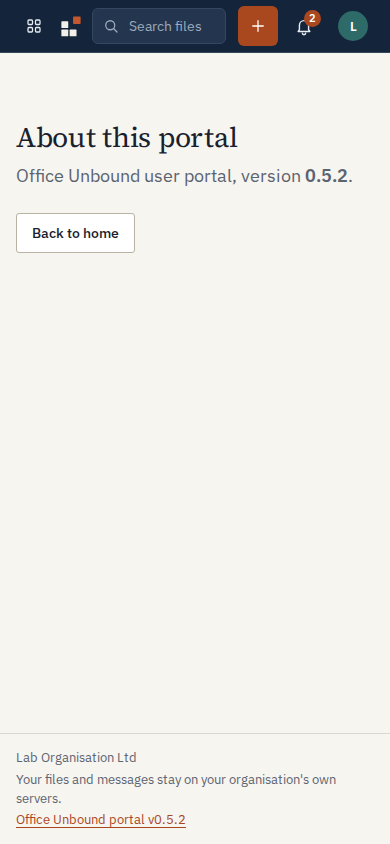 Search files
2
L
About this portal
Office Unbound user portal, version 0.5.2.
Back to home
Lab Organisation Ltd
Your files and messages stay on your organisation's own
servers.
Office Unbound portal v0.5.2